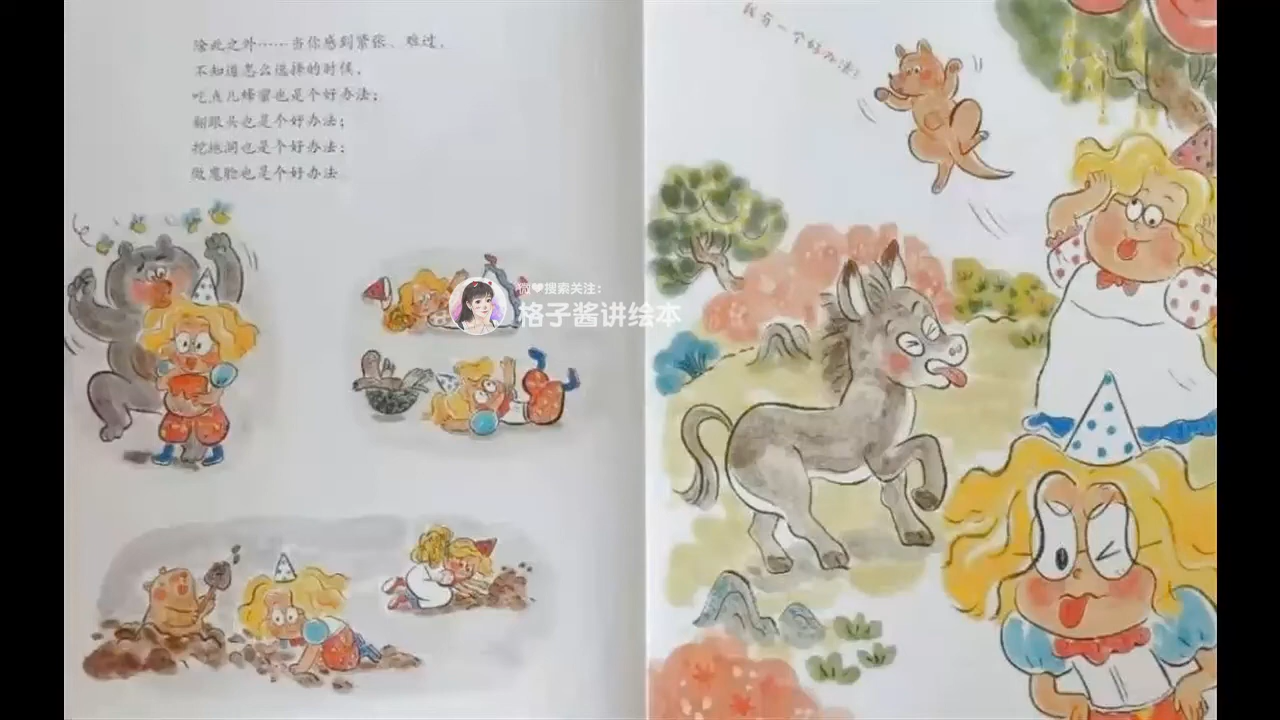 除此之外……当你感到紧张、难过，
不知道怎么选择的时候，
吃点儿蜂蜜也是个好办法；
翻跟头也是个好办法；
挖地洞也是个好办法；
做鬼脸也是个好办法
我有一个好办法！
微❤搜索关注：
格子酱讲绘本